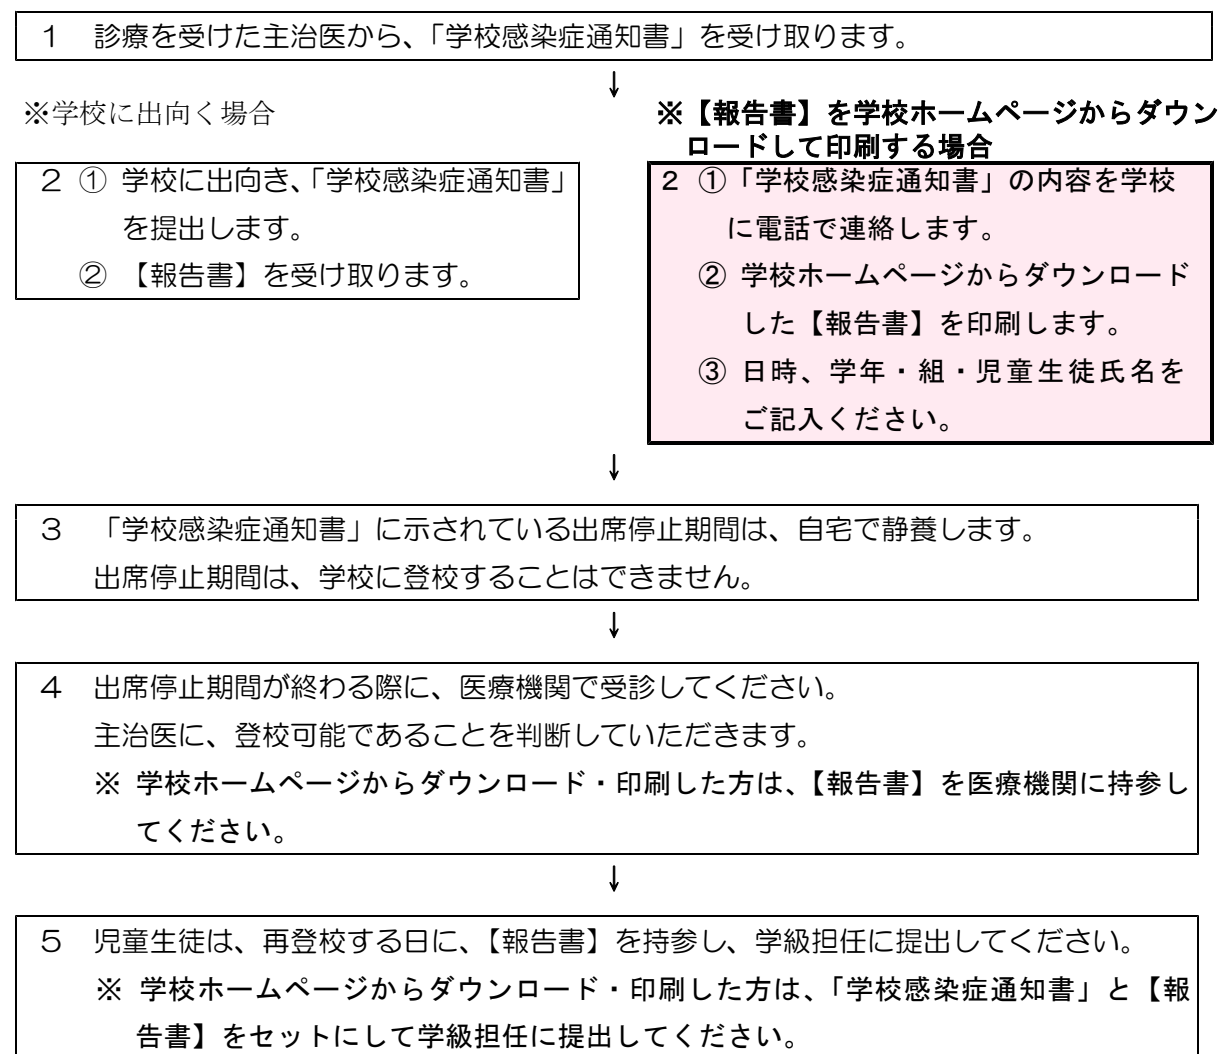 １　診療を受けた主治医から、「学校感染症通知書」を受け取ります。
↓
※学校に出向く場合
２ ① 学校に出向き、「学校感染症通知書」
を提出します。
② 【報告書】を受け取ります。
※【報告書】を学校ホームページからダウン
ロードして印刷する場合
２ ①「学校感染症通知書」の内容を学校
に電話で連絡します。
② 学校ホームページからダウンロード
した【報告書】を印刷します。
③ 日時、学年・組・児童生徒氏名を
ご記入ください。
↓
３　「学校感染症通知書」に示されている出席停止期間は、自宅で静養します。
出席停止期間は、学校に登校することはできません。
↓
４　出席停止期間が終わる際に、医療機関で受診してください。
主治医に、登校可能であることを判断していただきます。
※ 学校ホームページからダウンロード・印刷した方は、【報告書】を医療機関に持参し
てください。
↓
５　児童生徒は、再登校する日に、【報告書】を持参し、学級担任に提出してください。
※ 学校ホームページからダウンロード・印刷した方は、「学校感染症通知書」と【報
告書】をセットにして学級担任に提出してください。